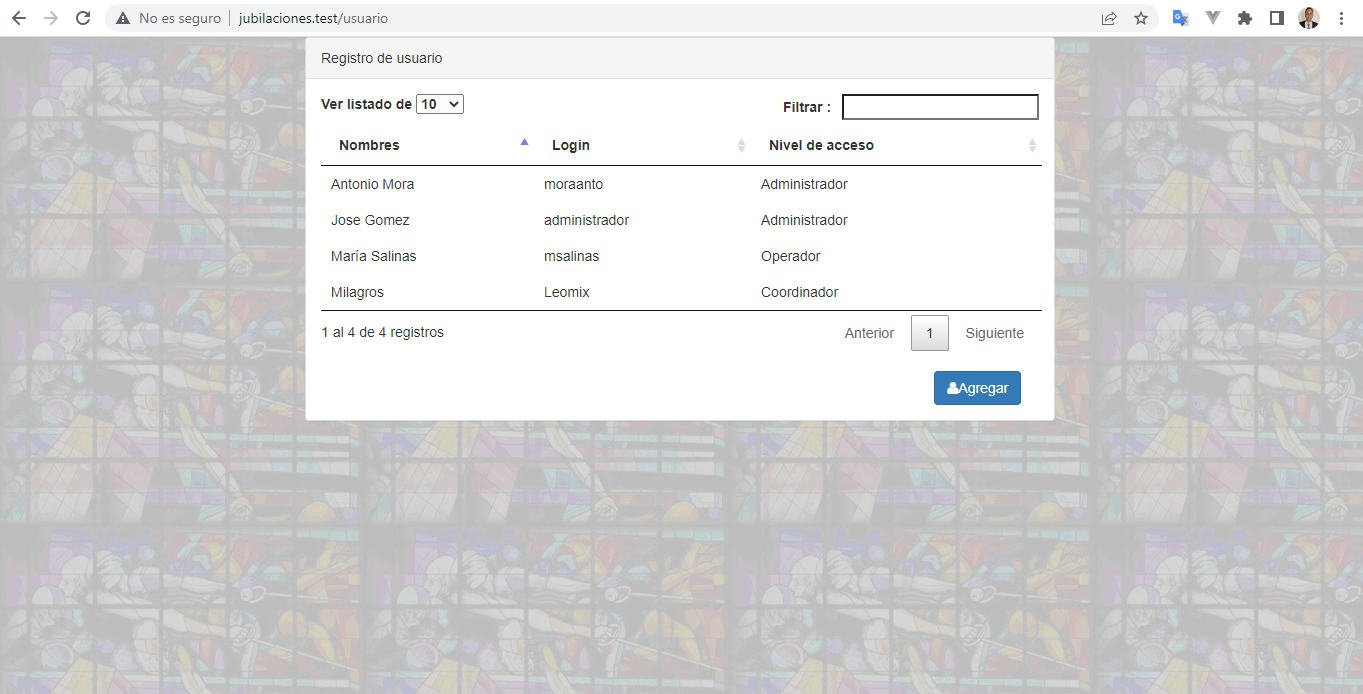 No es seguro jubilaciones.test/usuario
Registro de usuario
Ver listado de 10 Filtrar :
Nombres Login Nivel de acceso
Antonio Mora moraanto Administrador
Jose Gomez administrador Administrador
María Salinas msalinas Operador
Milagros Leomix Coordinador
1 al 4 de 4 registros Anterior 1 Siguiente
Agregar